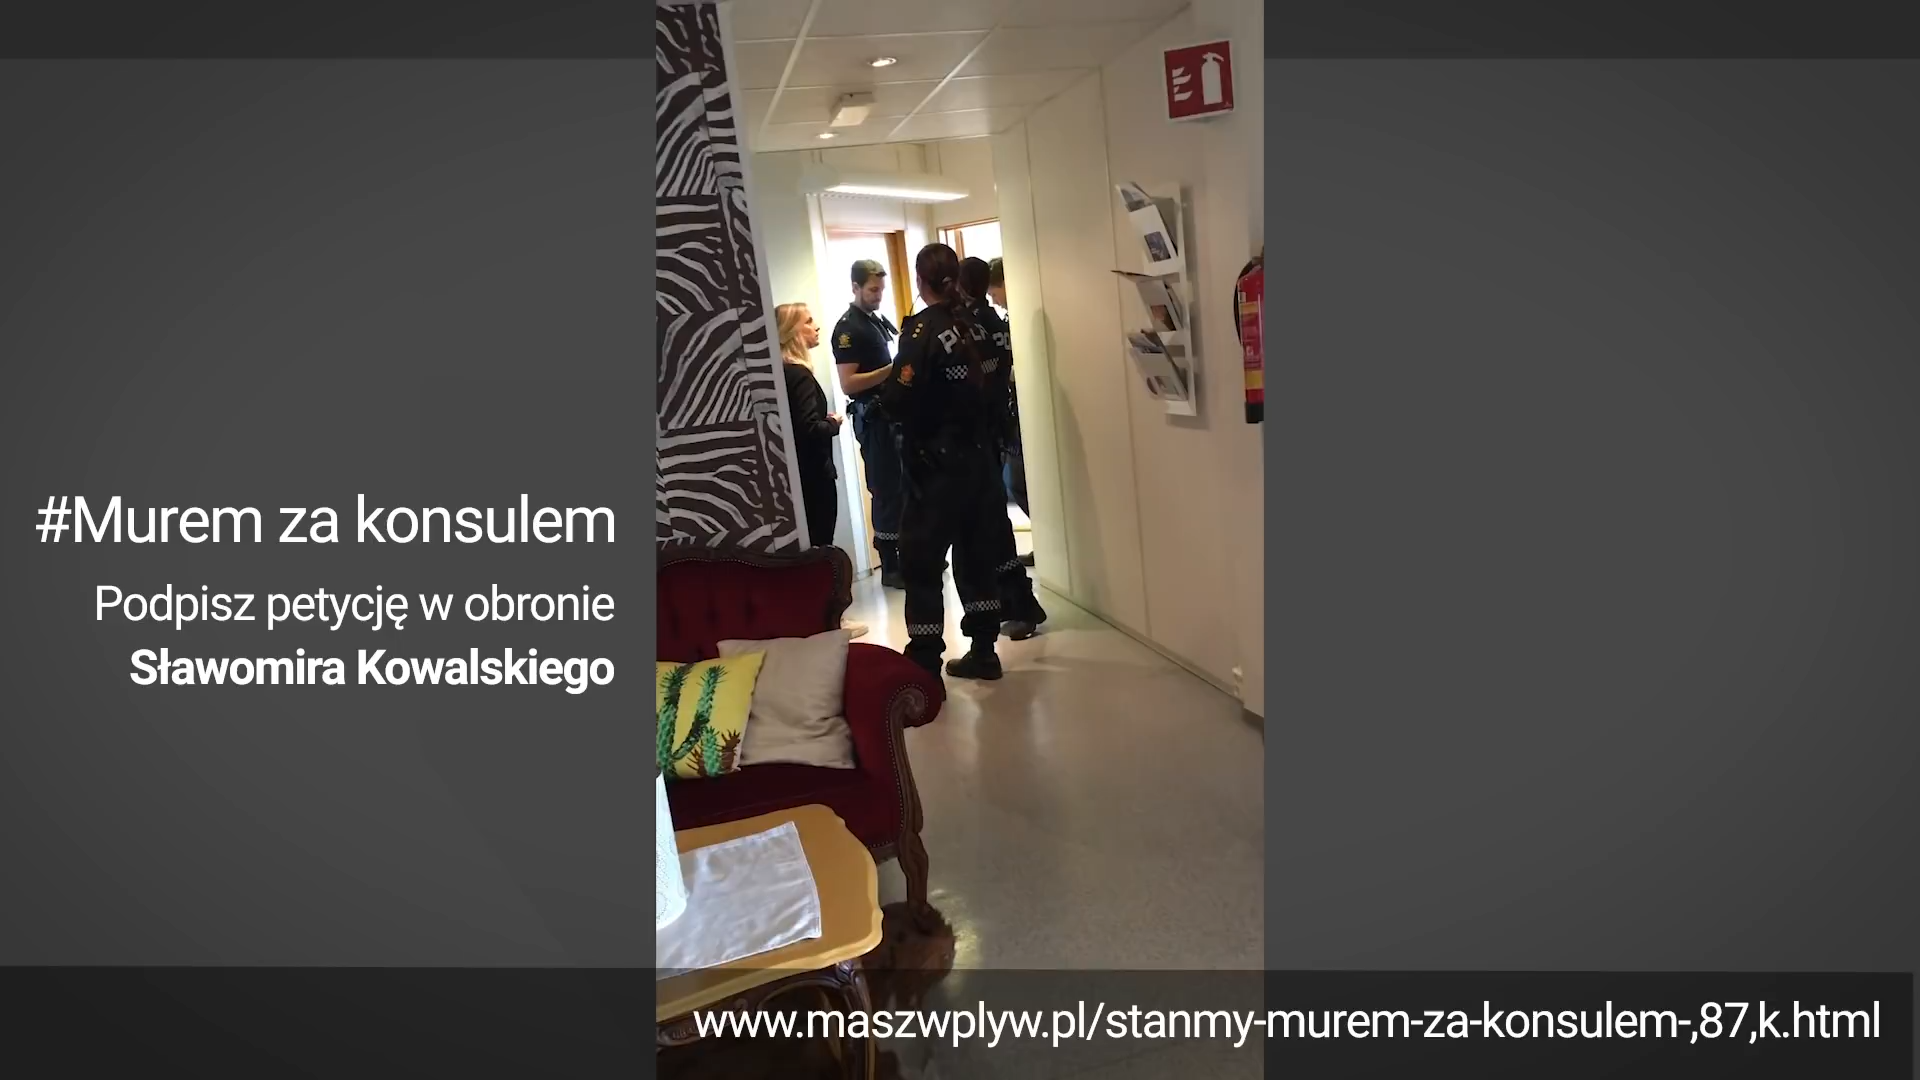 #Murem za konsulem
Podpisz petycję w obronie
Sławomira Kowalskiego
www.maszwplyw.pl/stanmy-murem-za-konsulem-,87,k.html